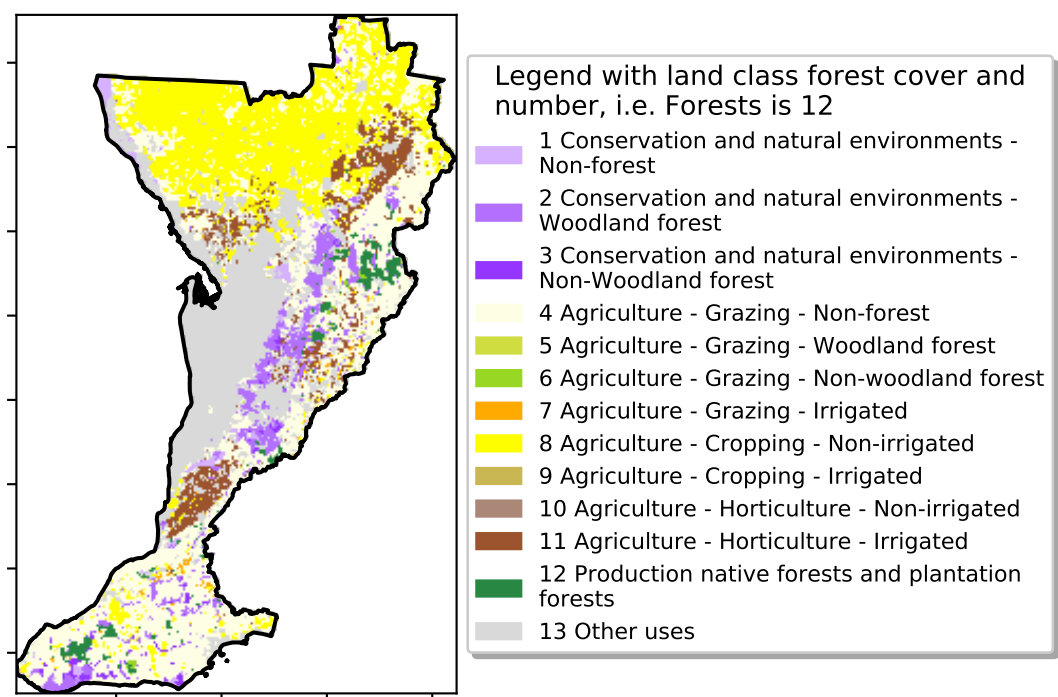 Legend with land class forest cover and
number, i.e. Forests is 12
1 Conservation and natural environments -
Non-forest
2 Conservation and natural environments -
Woodland forest
3 Conservation and natural environments -
Non-Woodland forest
4 Agriculture - Grazing - Non-forest
5 Agriculture - Grazing - Woodland forest
6 Agriculture - Grazing - Non-woodland forest
7 Agriculture - Grazing - Irrigated
8 Agriculture - Cropping - Non-irrigated
9 Agriculture - Cropping - Irrigated
10 Agriculture - Horticulture - Non-irrigated
11 Agriculture - Horticulture - Irrigated
12 Production native forests and plantation
forests
13 Other uses